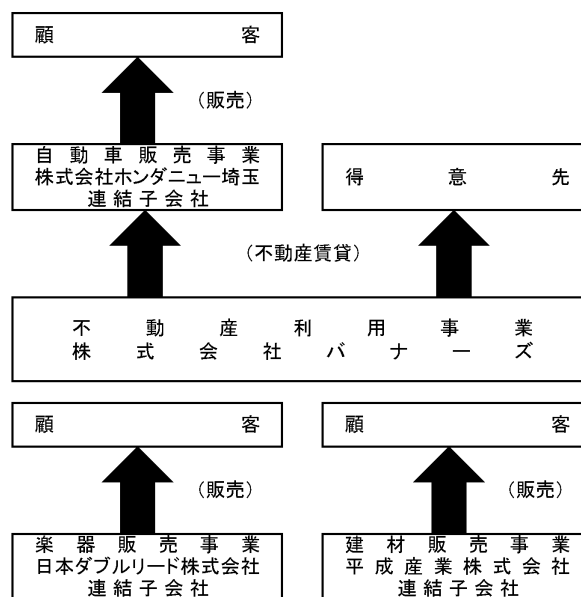 顧客
（販売）
自動車販売事業
株式会社ホンダニュー埼玉
連結子会社
得意先
（不動産賃貸）
不動産利用事業
株式会社バナーズ
顧客
顧客
（販売）
（販売）
楽器販売事業
日本ダブルリード株式会社
連結子会社
建材販売事業
平成産業株式会社
連結子会社